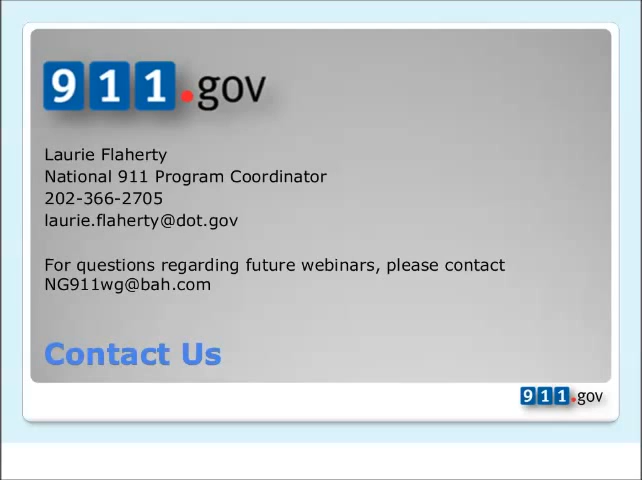 911.gov
Laurie Flaherty
National 911 Program Coordinator
202-366-2705
laurie.flaherty@dot.gov
For questions regarding future webinars, please contact
NG911wg@bah.com
Contact Us
911.gov